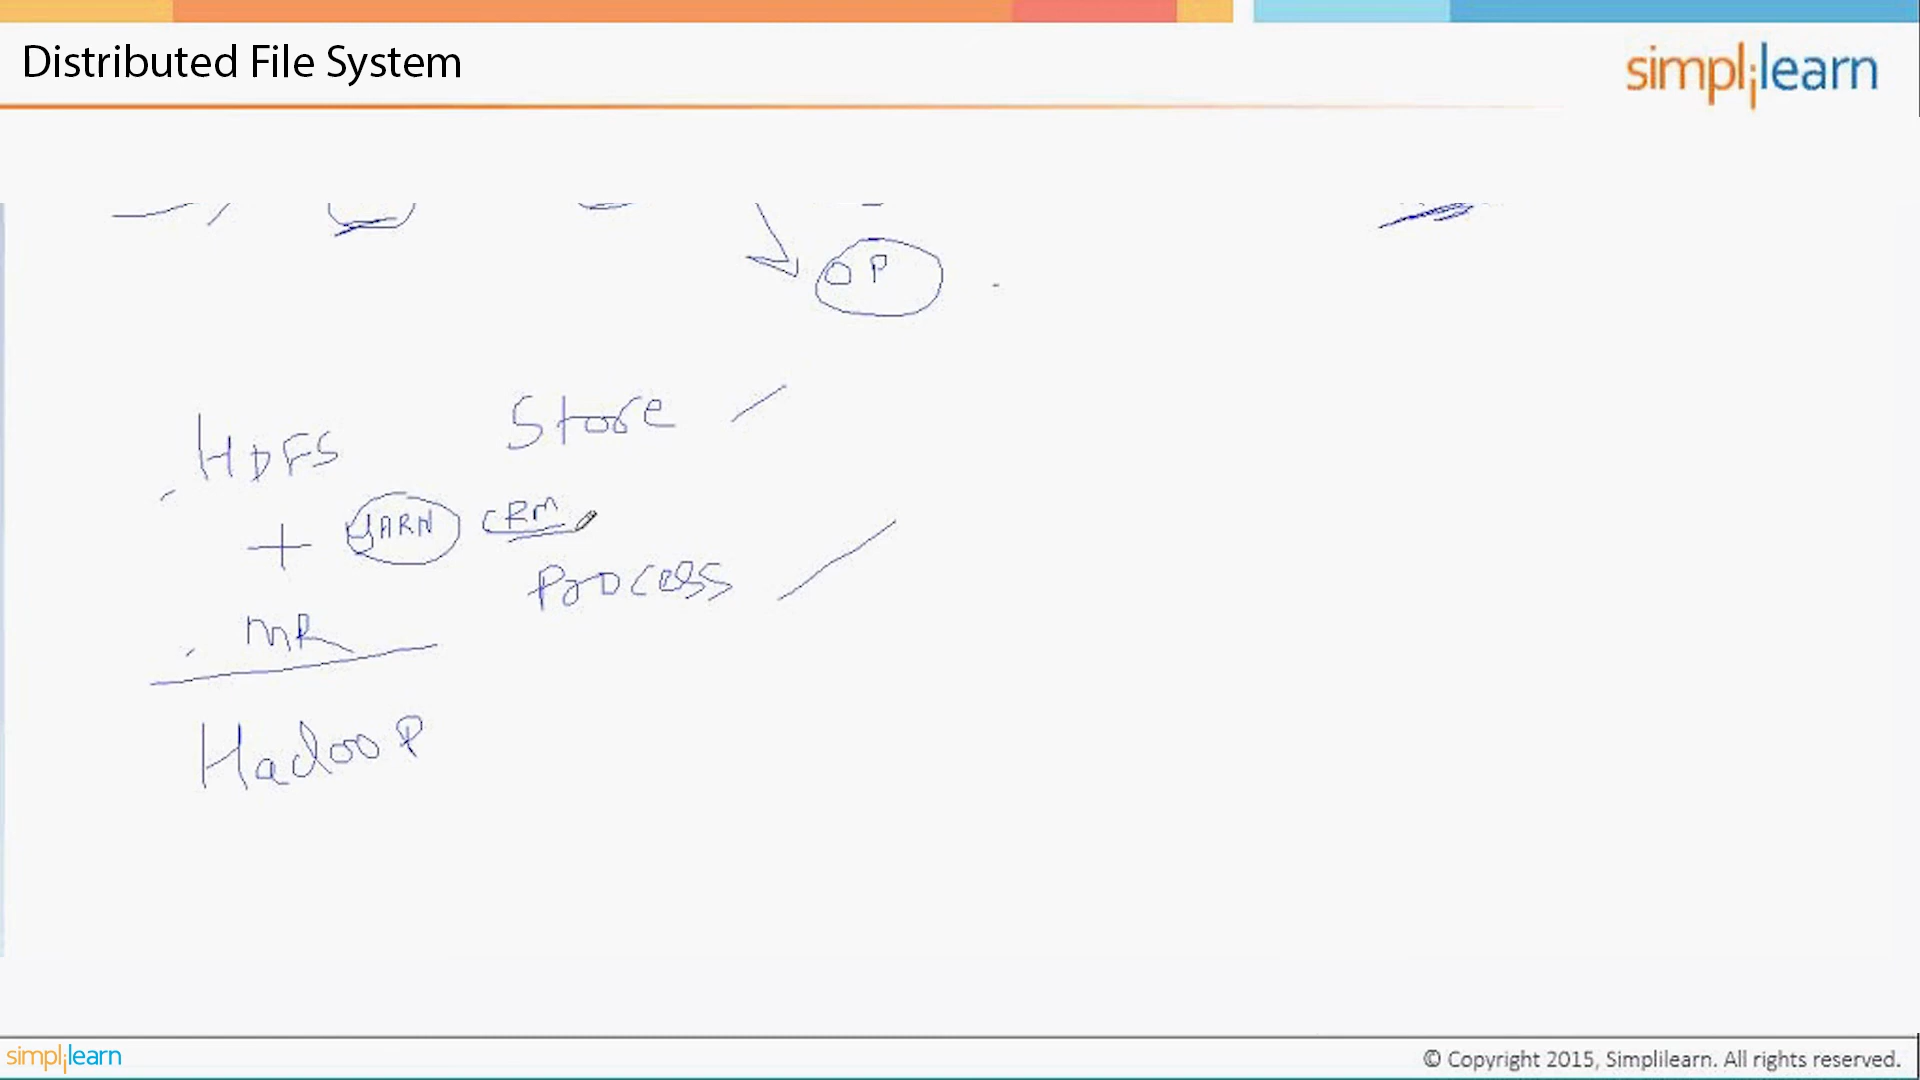 Distributed File System
simplilearn
OP
HDFS Store
+ YARN CRM
Process
MR
Hadoop
simplilearn
© Copyright 2015, Simplilearn. All rights reserved.